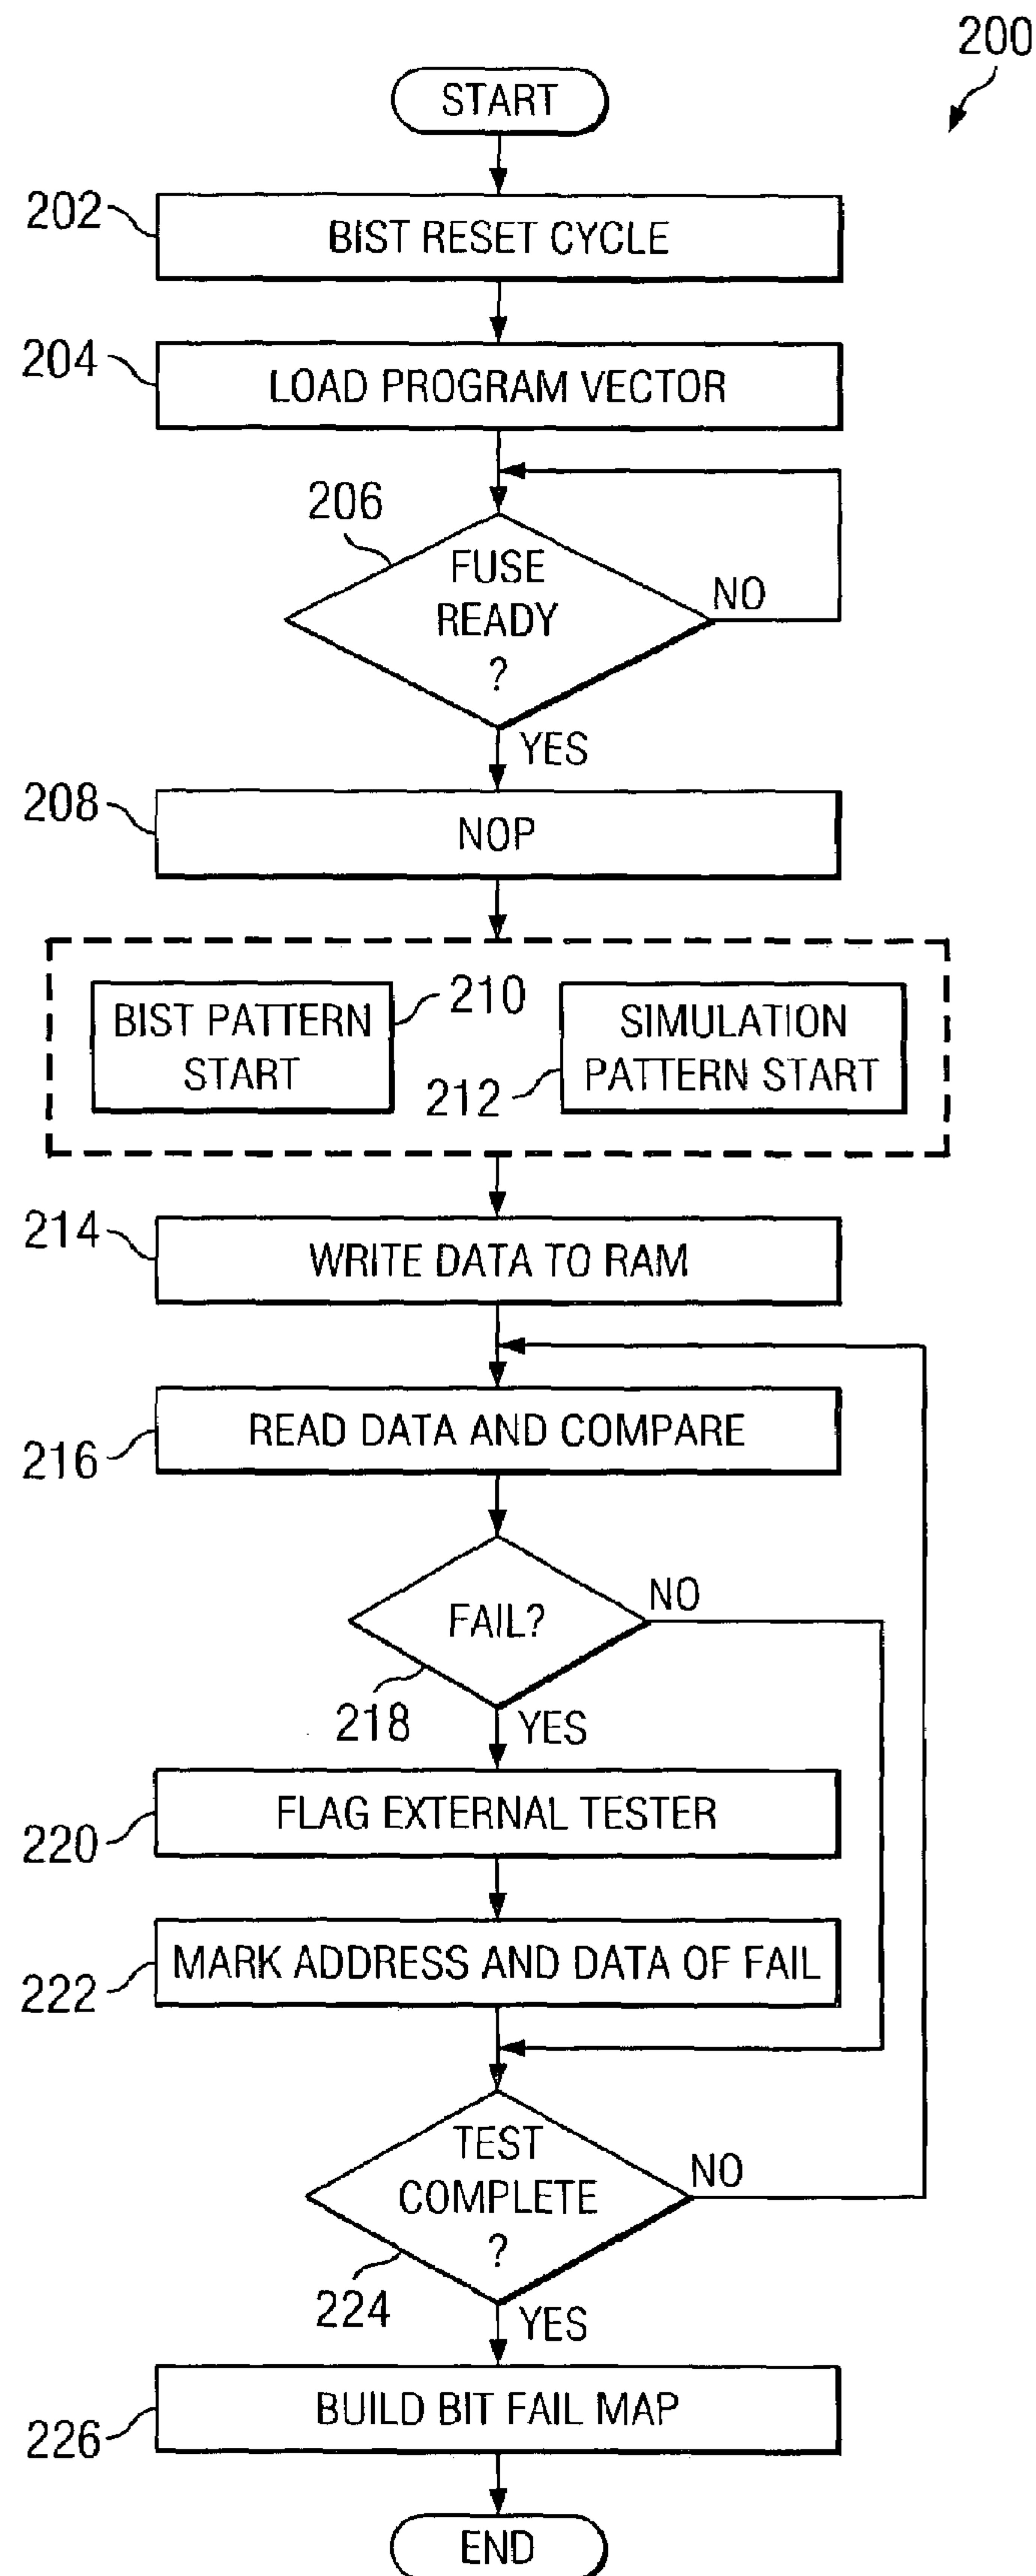 200
START
202
BIST RESET CYCLE
204
LOAD PROGRAM VECTOR
206
FUSE
READY
?
NO
YES
208
NOP
BIST PATTERN
START
210
SIMULATION
PATTERN START
212
214
WRITE DATA TO RAM
216
READ DATA AND COMPARE
FAIL?
NO
218
YES
220
FLAG EXTERNAL TESTER
222
MARK ADDRESS AND DATA OF FAIL
TEST
COMPLETE
?
NO
224
YES
226
BUILD BIT FAIL MAP
END